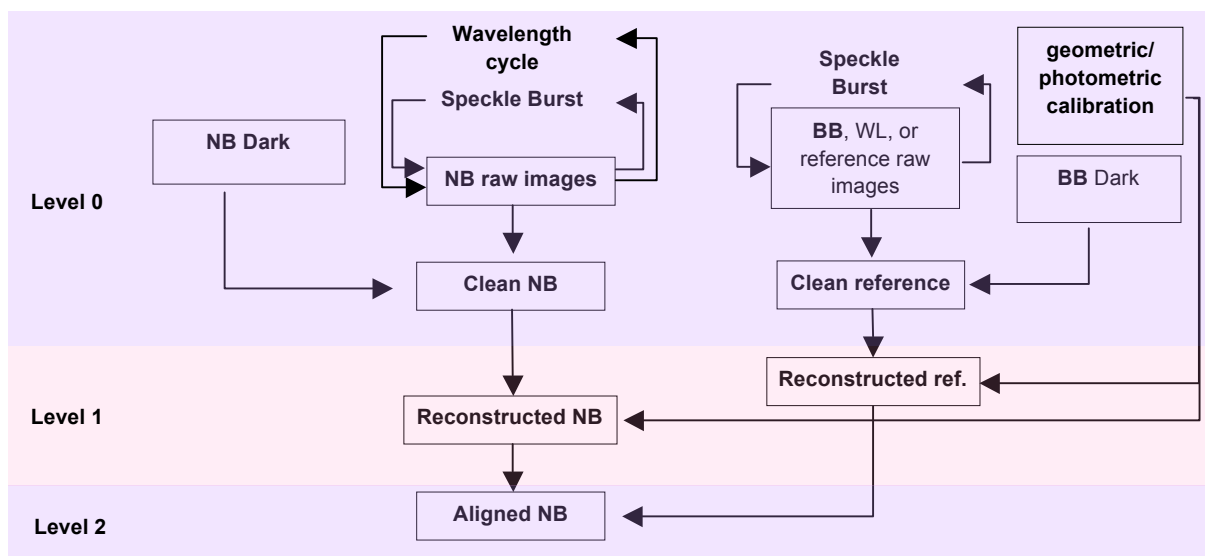 Wavelength
cycle
Speckle Burst
Speckle
Burst
geometric/
photometric
calibration
NB Dark
NB raw images
BB, WL, or
reference raw
images
BB Dark
Level 0
Clean NB
Clean reference
Reconstructed ref.
Level 1
Reconstructed NB
Aligned NB
Level 2